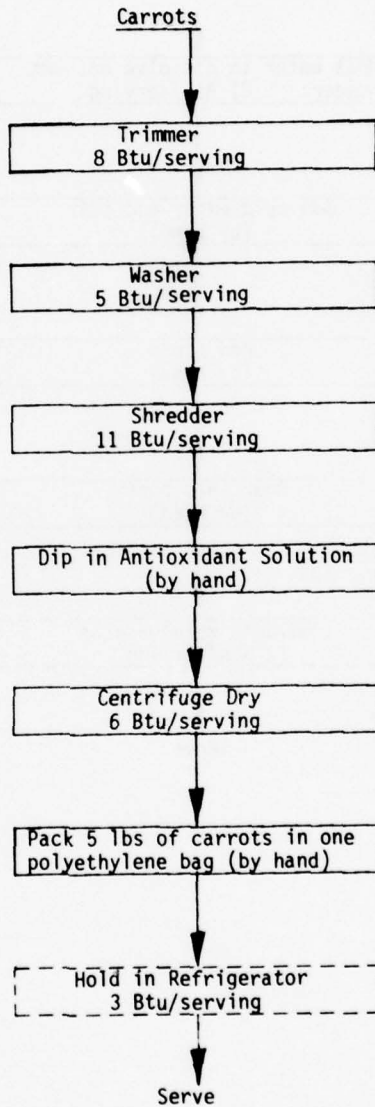 Carrots
Trimmer
8 Btu/serving
Washer
5 Btu/serving
Shredder
11 Btu/serving
Dip in Antioxidant Solution
(by hand)
Centrifuge Dry
6 Btu/serving
Pack 5 lbs of carrots in one
polyethylene bag (by hand)
Hold in Refrigerator
3 Btu/serving
Serve